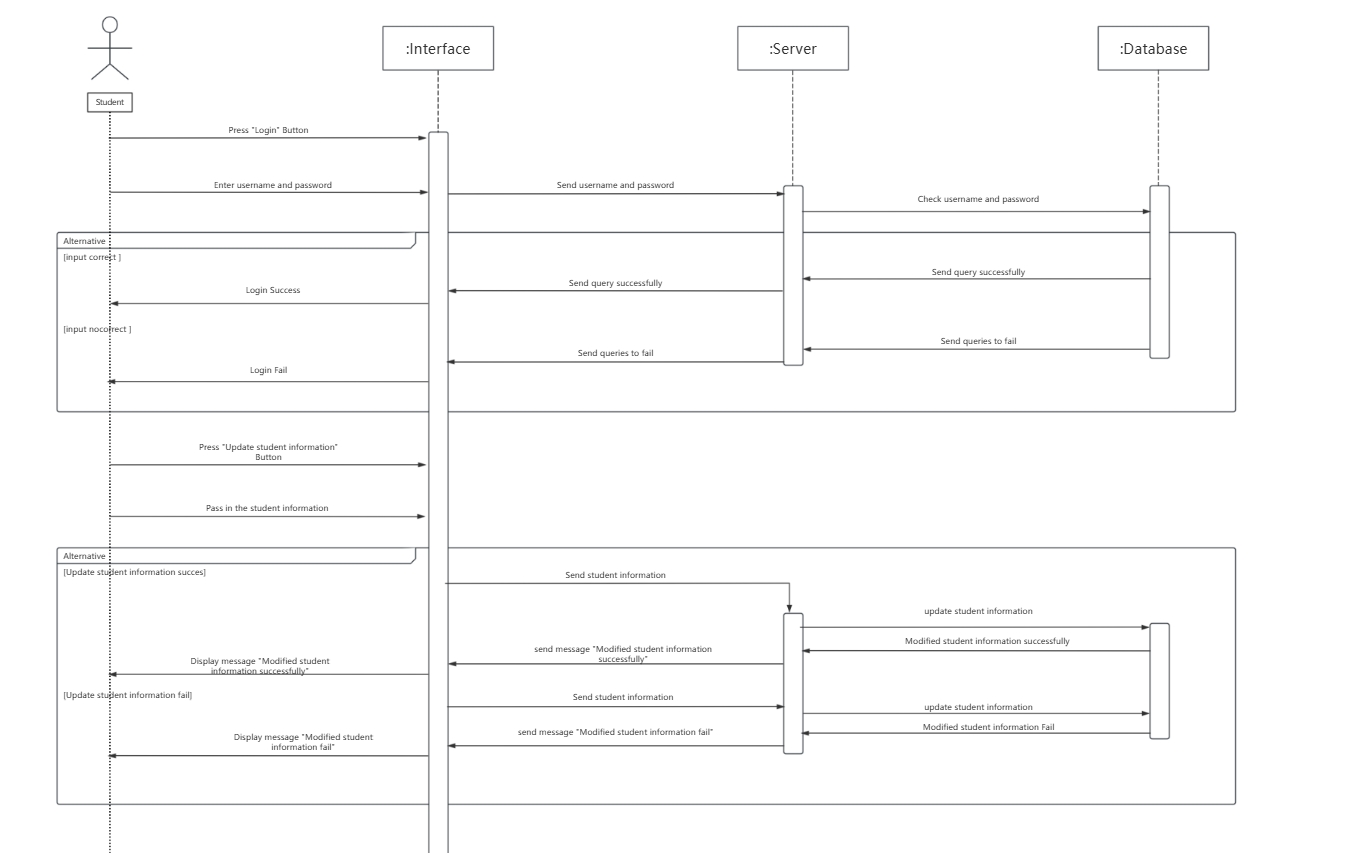 :Interface
:Server
:Database
Student
Press "Login" Button
Enter username and password
Send username and password
Check username and password
Alternative
[input correct ]
Send query successfully
Send query successfully
Login Success
[input nocorrect ]
Send queries to fail
Send queries to fail
Login Fail
Press "Update student information"
Button
Pass in the student information
Alternative
[Update student information succes]
Send student information
update student information
Modified student information successfully
send message "Modified student information
successfully"
Display message "Modified student
information successfully"
[Update student information fail]
Send student information
update student information
Modified student information Fail
send message "Modified student information fail"
Display message "Modified student
information fail"